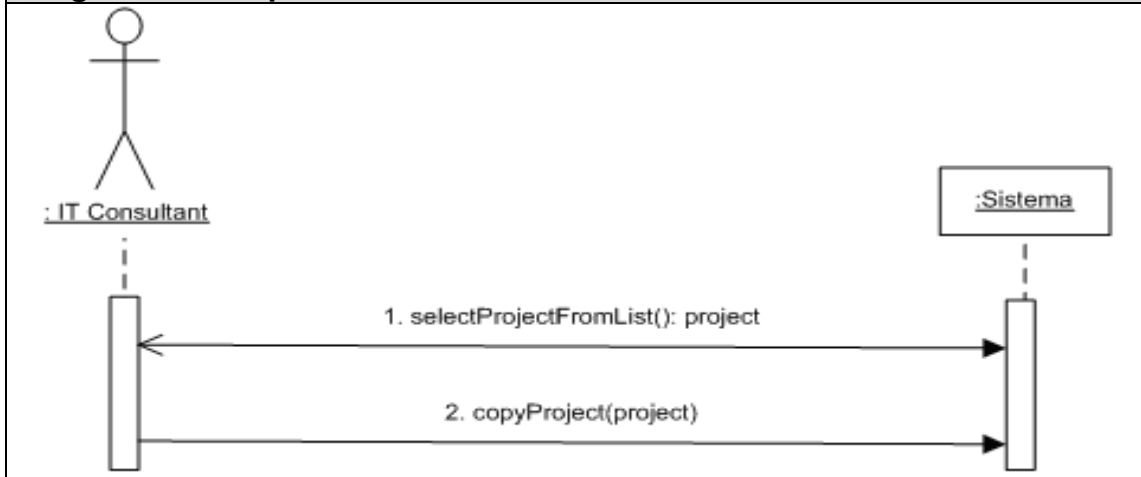 : IT Consultant
:Sistema
1. selectProjectFromList(): project
2. copyProject(project)